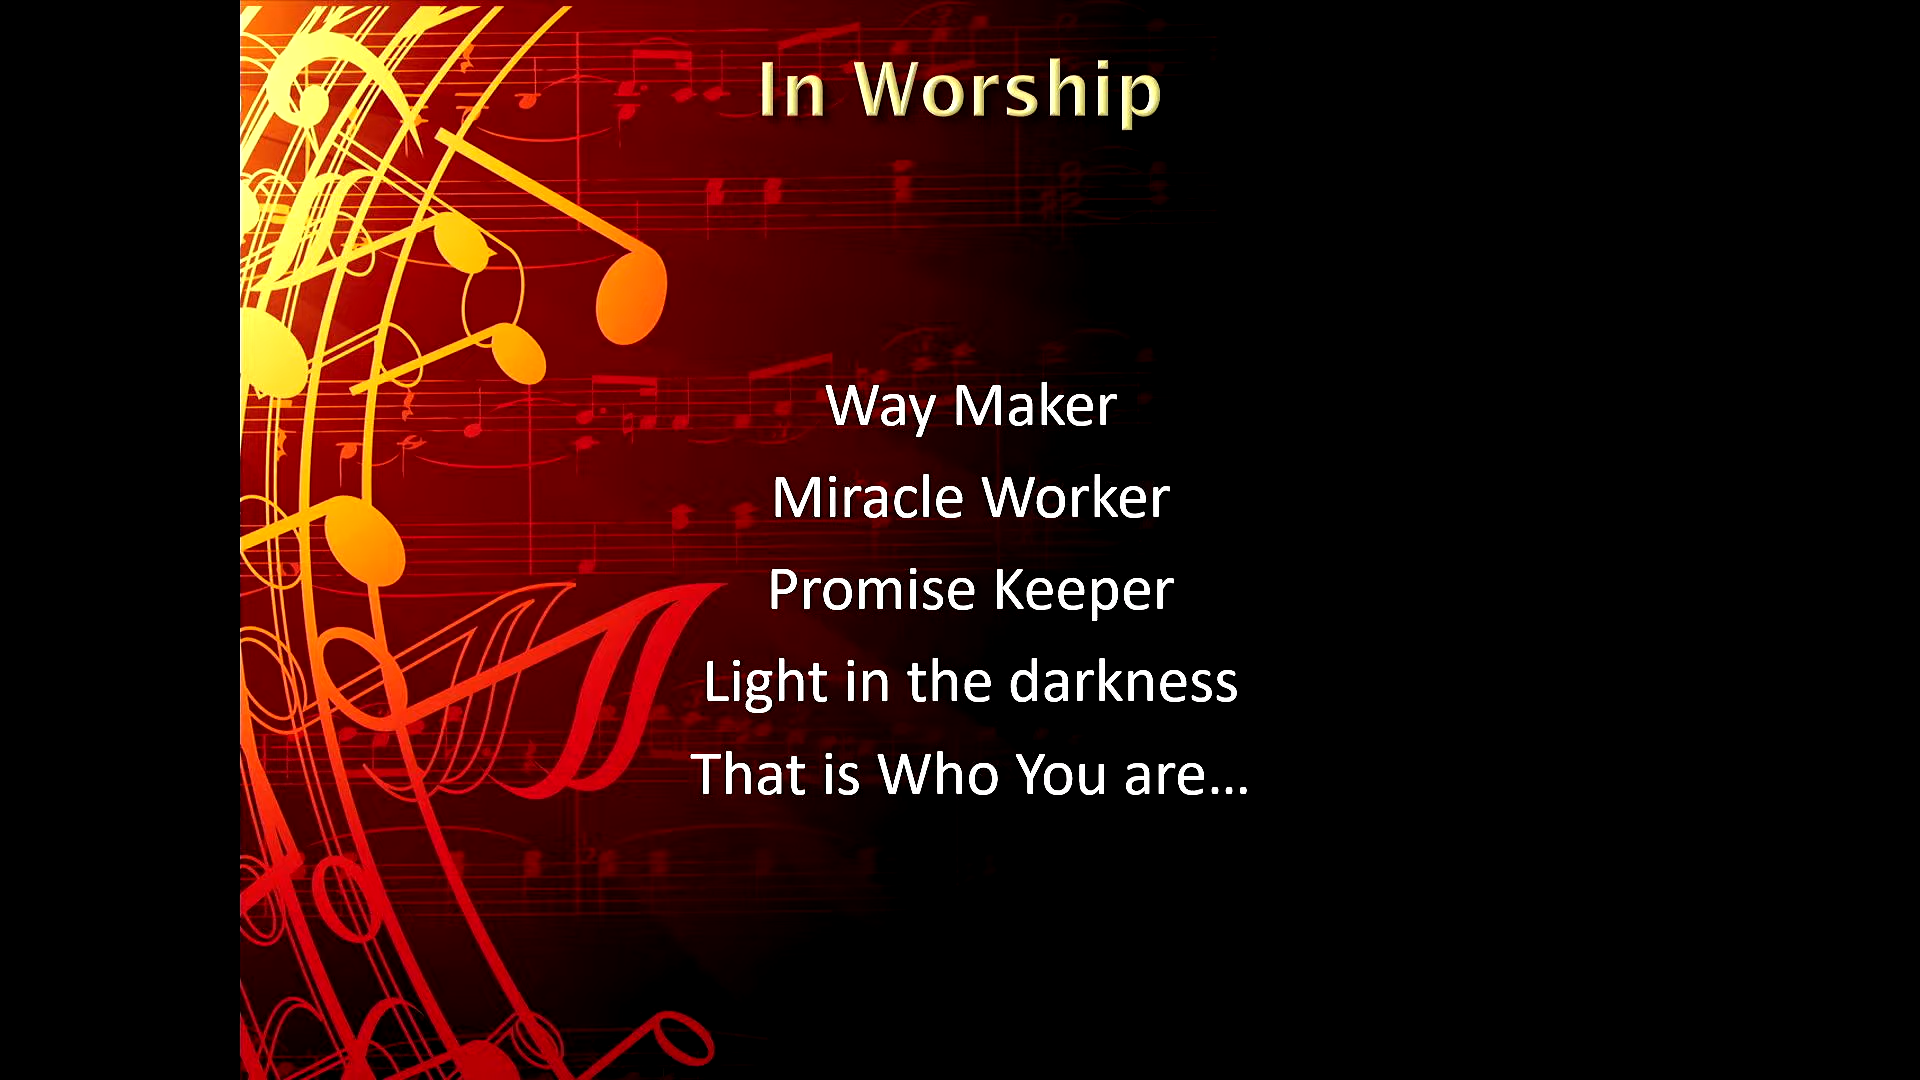 In Worship
Way Maker
Miracle Worker
Promise Keeper
Light in the darkness
That is Who You are...